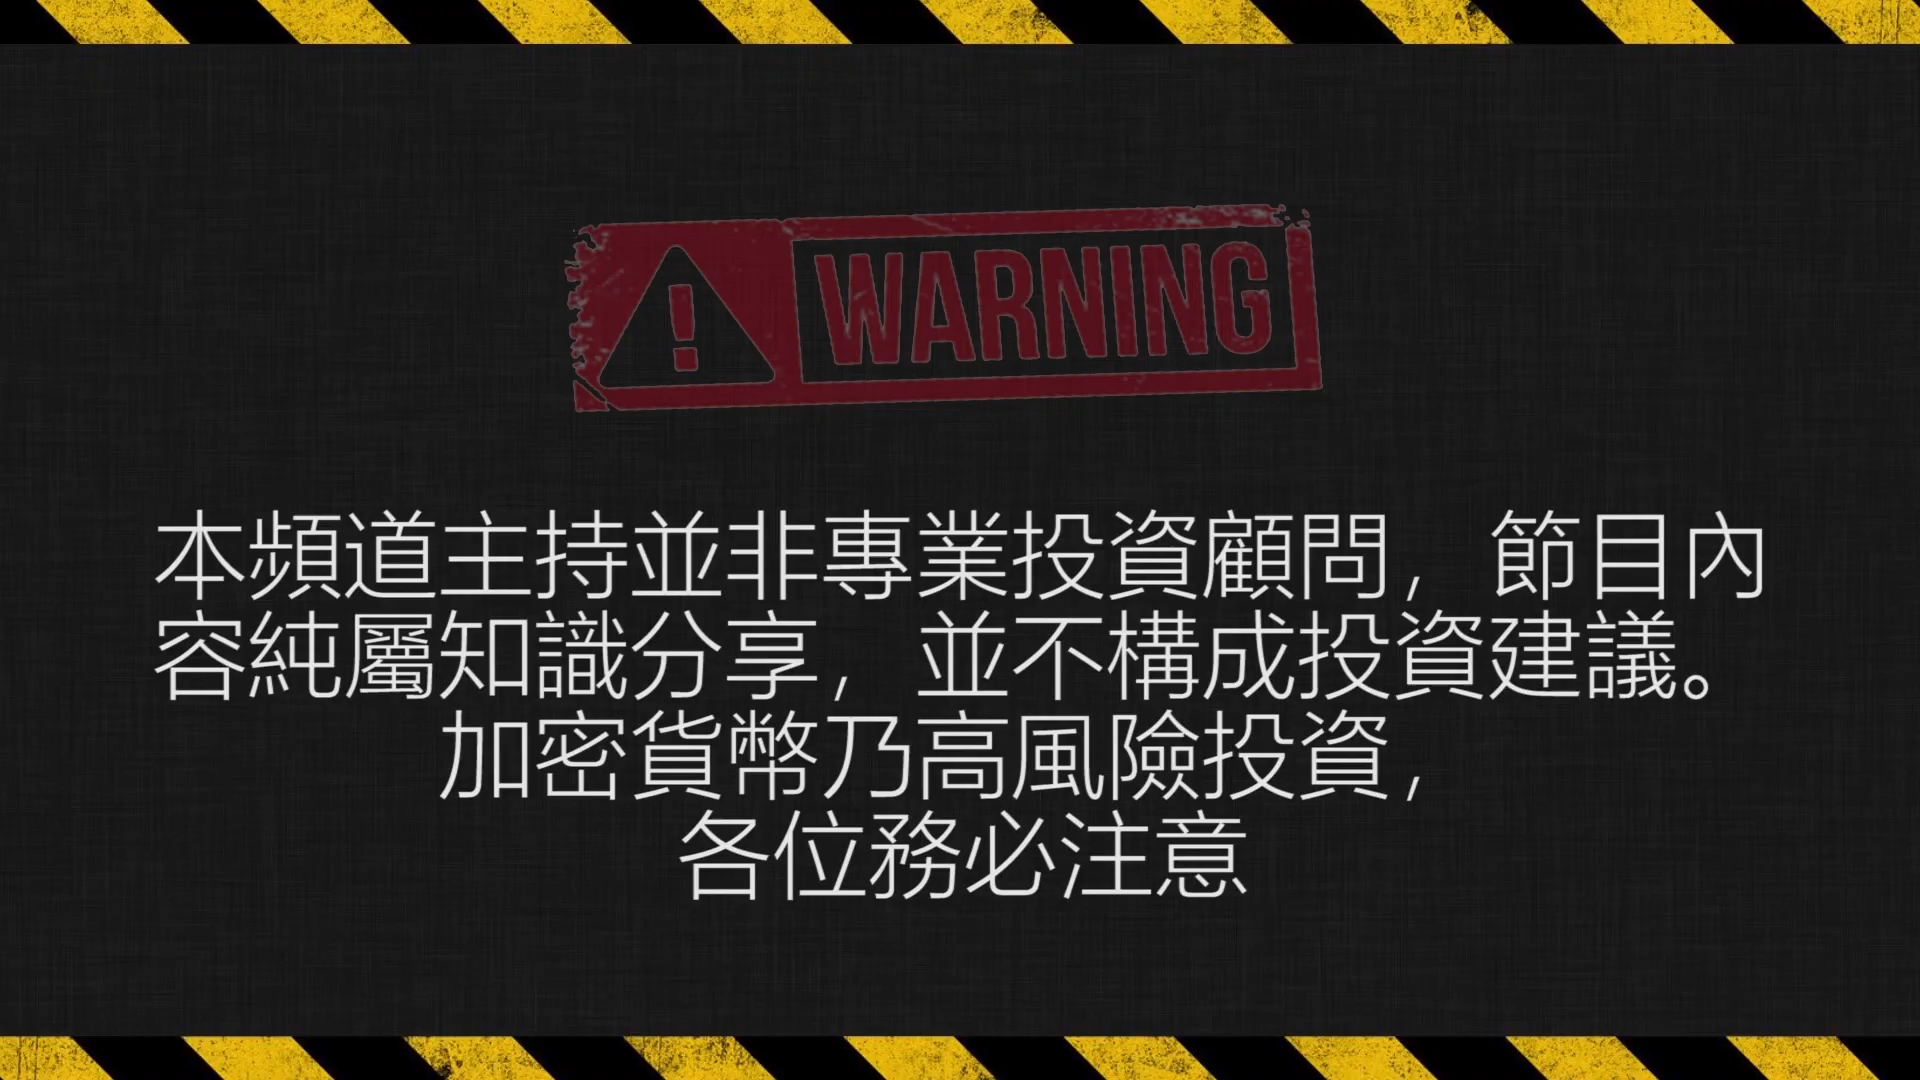 WARNING
本頻道主持並非專業投資顧問，節目內
容純屬知識分享，並不構成投資建議。
加密貨幣乃高風險投資，
各位務必注意